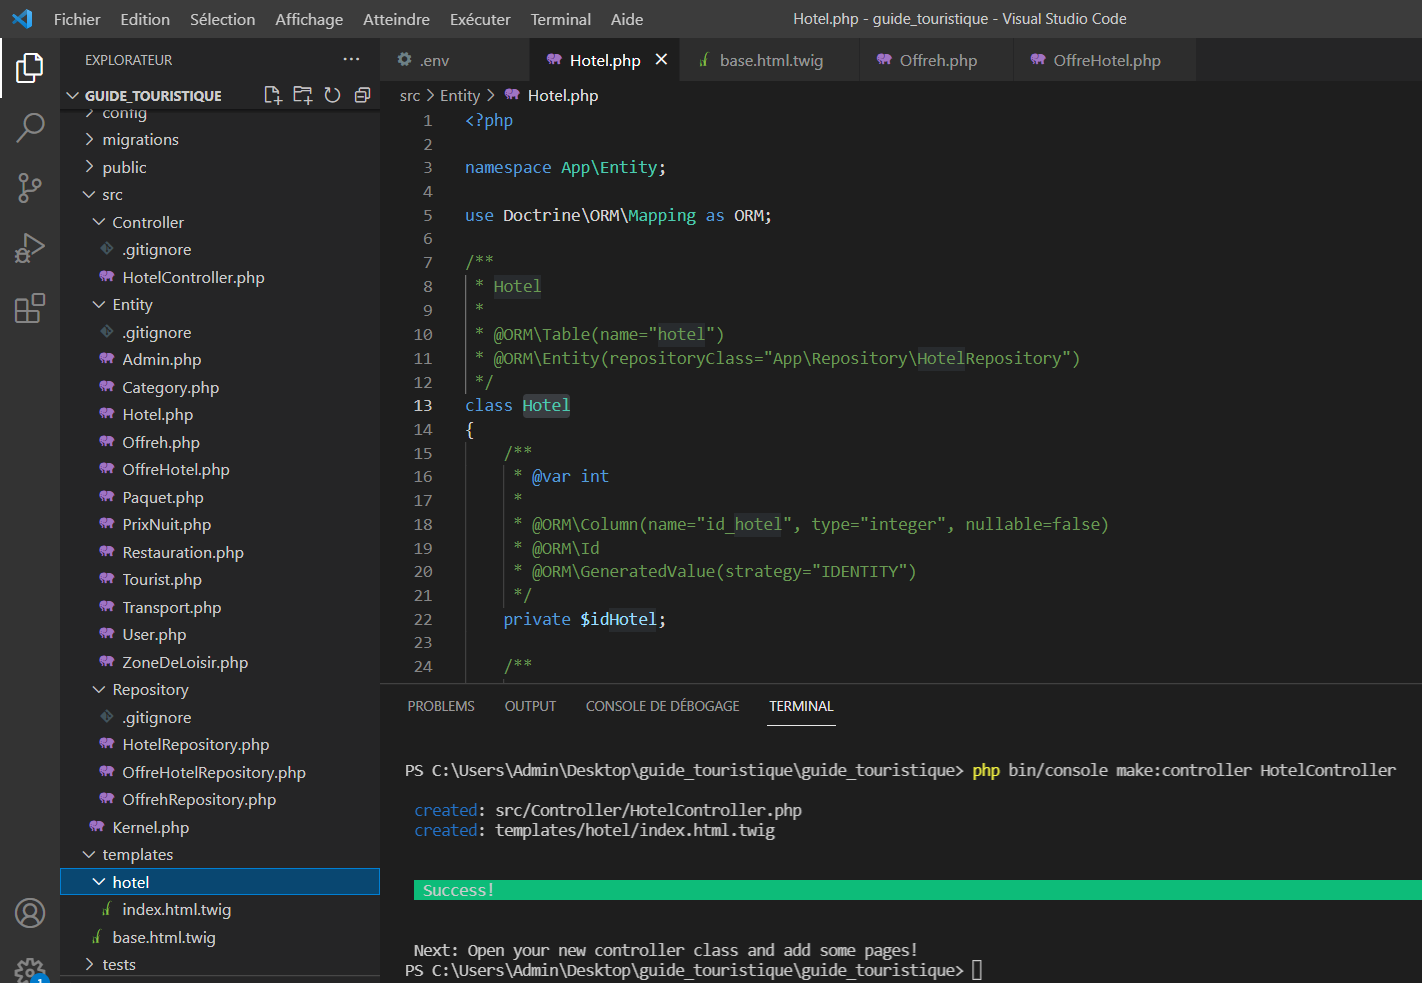 Fichier Edition Sélection Affichage Atteindre Exécuter Terminal Aide Hotel.php - guide_touristique - Visual Studio Code
EXPLORATEUR ...
GUIDE_TOURISTIQUE
config
migrations
public
src
Controller
.gitignore
HotelController.php
Entity
.gitignore
Admin.php
Category.php
Hotel.php
Offreh.php
OffreHotel.php
Paquet.php
PrixNuit.php
Restauration.php
Tourist.php
Transport.php
User.php
ZoneDeLoisir.php
Repository
.gitignore
HotelRepository.php
OffreHotelRepository.php
OffrehRepository.php
Kernel.php
templates
hotel
index.html.twig
base.html.twig
tests
1
.env Hotel.php base.html.twig Offreh.php OffreHotel.php
src > Entity > Hotel.php
1 <?php
2
3 namespace App\Entity;
4
5 use Doctrine\ORM\Mapping as ORM;
6
7 /**
8 * Hotel
9 *
10 * @ORM\Table(name="hotel")
11 * @ORM\Entity(repositoryClass="App\Repository\HotelRepository")
12 */
13 class Hotel
14 {
15 /**
16 * @var int
17 *
18 * @ORM\Column(name="id_hotel", type="integer", nullable=false)
19 * @ORM\Id
20 * @ORM\GeneratedValue(strategy="IDENTITY")
21 */
22 private $idHotel;
23
24 /**
PROBLEMS OUTPUT CONSOLE DE DÉBOGAGE TERMINAL
PS C:\Users\Admin\Desktop\guide_touristique\guide_touristique> php bin/console make:controller HotelController
created: src/Controller/HotelController.php
created: templates/hotel/index.html.twig
Success!
Next: Open your new controller class and add some pages!
PS C:\Users\Admin\Desktop\guide_touristique\guide_touristique>